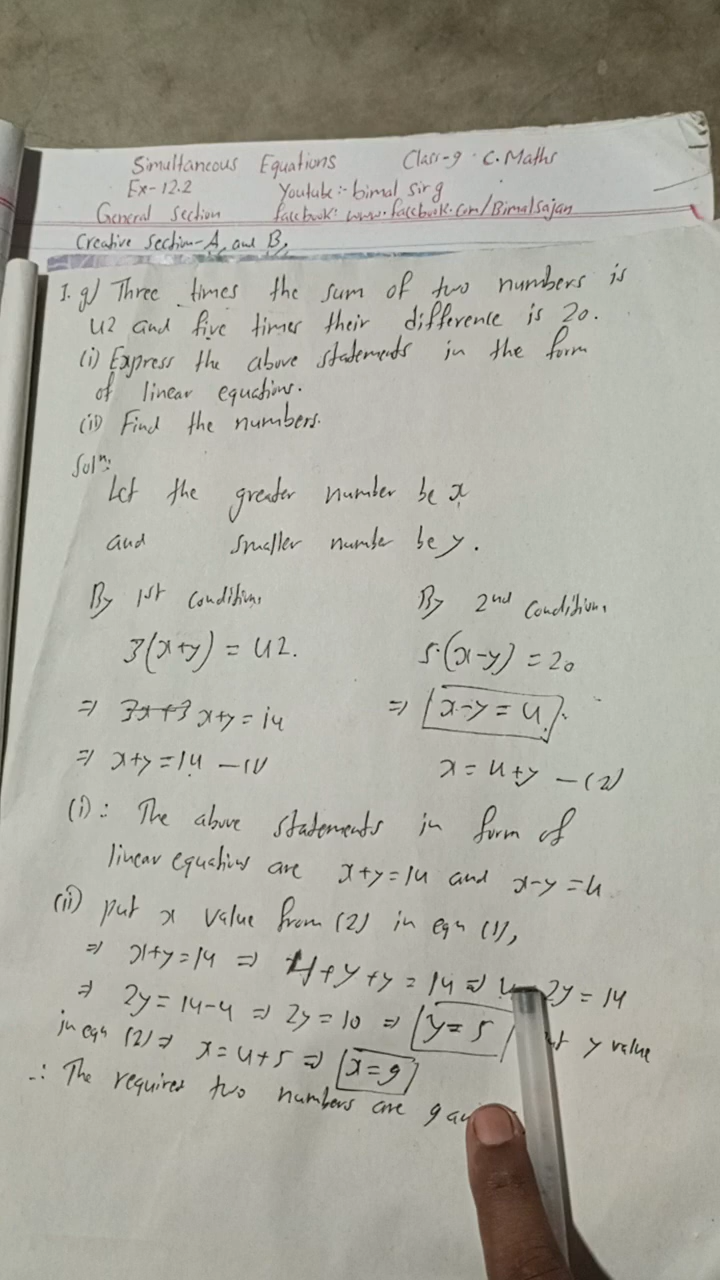 Simultaneous Equations Class-9 C. Maths
Ex-12.2 Youtube:- bimal sir g
General Section facebook: www.facebook.com/Bimalsajan
Creative Section-A and B,
1. g) Three times the sum of two numbers is
42 and five times their difference is 20.
(i) Express the above statements in the form
of linear equations.
(ii) Find the numbers.
Solⁿ:
Let the greater number be x
and smaller number be y.
By 1st condition, By 2nd condition,
3(x+y) = 42. 5.(x-y) = 20
⇒ x+y = 14 ⇒ x-y = 4.
⇒ x+y = 14 -(1) x = 4+y -(2)
(i) ∴ The above statements in form of
linear equations are x+y = 14 and x-y = 4
(ii) put x value from (2) in eqn (1),
⇒ x+y = 14 ⇒ 4+y+y = 14 ⇒ 4 2y = 14
⇒ 2y = 14-4 ⇒ 2y = 10 ⇒ y = 5 y value
in eqn (2) ⇒ x = 4+5 ⇒ x = 9
∴ The required two numbers are 9